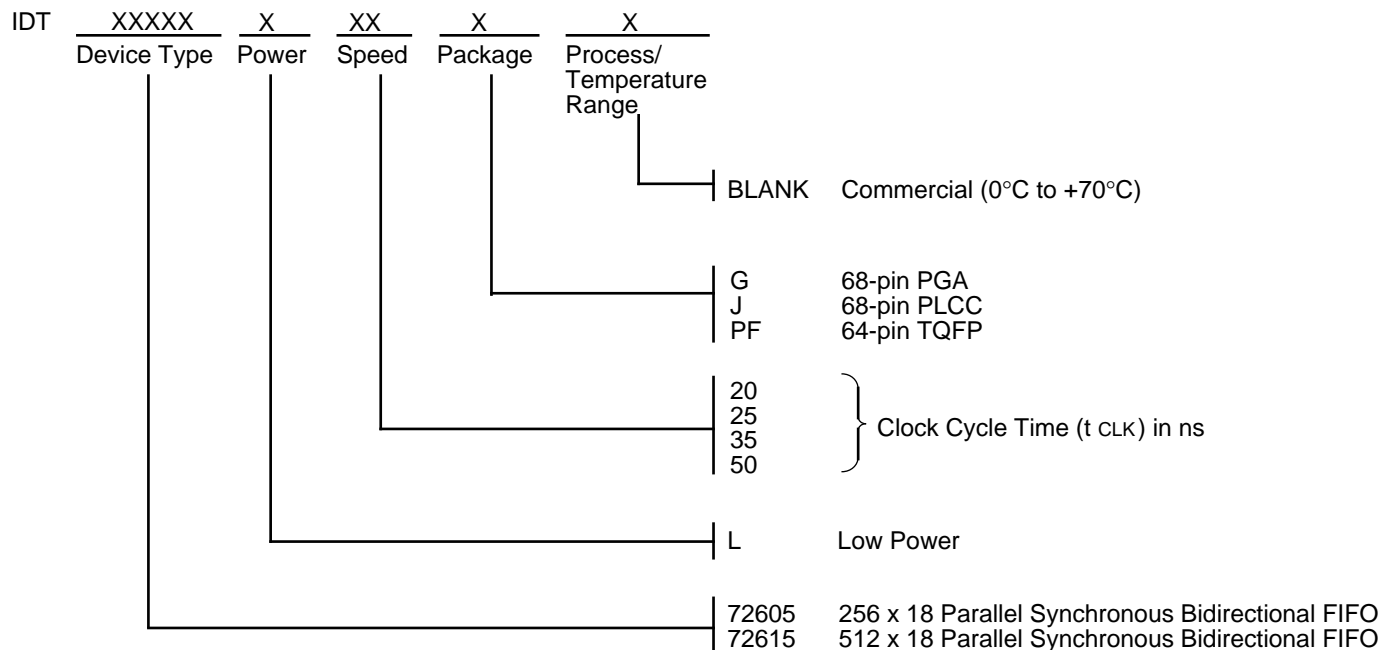 IDT XXXXX X XX X X
Device Type Power Speed Package Process/
Temperature
Range
BLANK Commercial (0°C to +70°C)
G 68-pin PGA
J 68-pin PLCC
PF 64-pin TQFP
20
25
35
50
Clock Cycle Time (t CLK) in ns
L Low Power
72605 256 x 18 Parallel Synchronous Bidirectional FIFO
72615 512 x 18 Parallel Synchronous Bidirectional FIFO